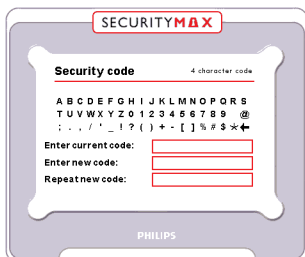 SECURITYMAX
Security code 4 character code
A B C D E F G H I J K L M N O P Q R S
T U V W X Y Z 0 1 2 3 4 5 6 7 8 9 @
; . , / ' _ ! ? ( ) + - [ ] % # $ * ←
Enter current code:
Enter new code:
Repeat new code:
PHILIPS